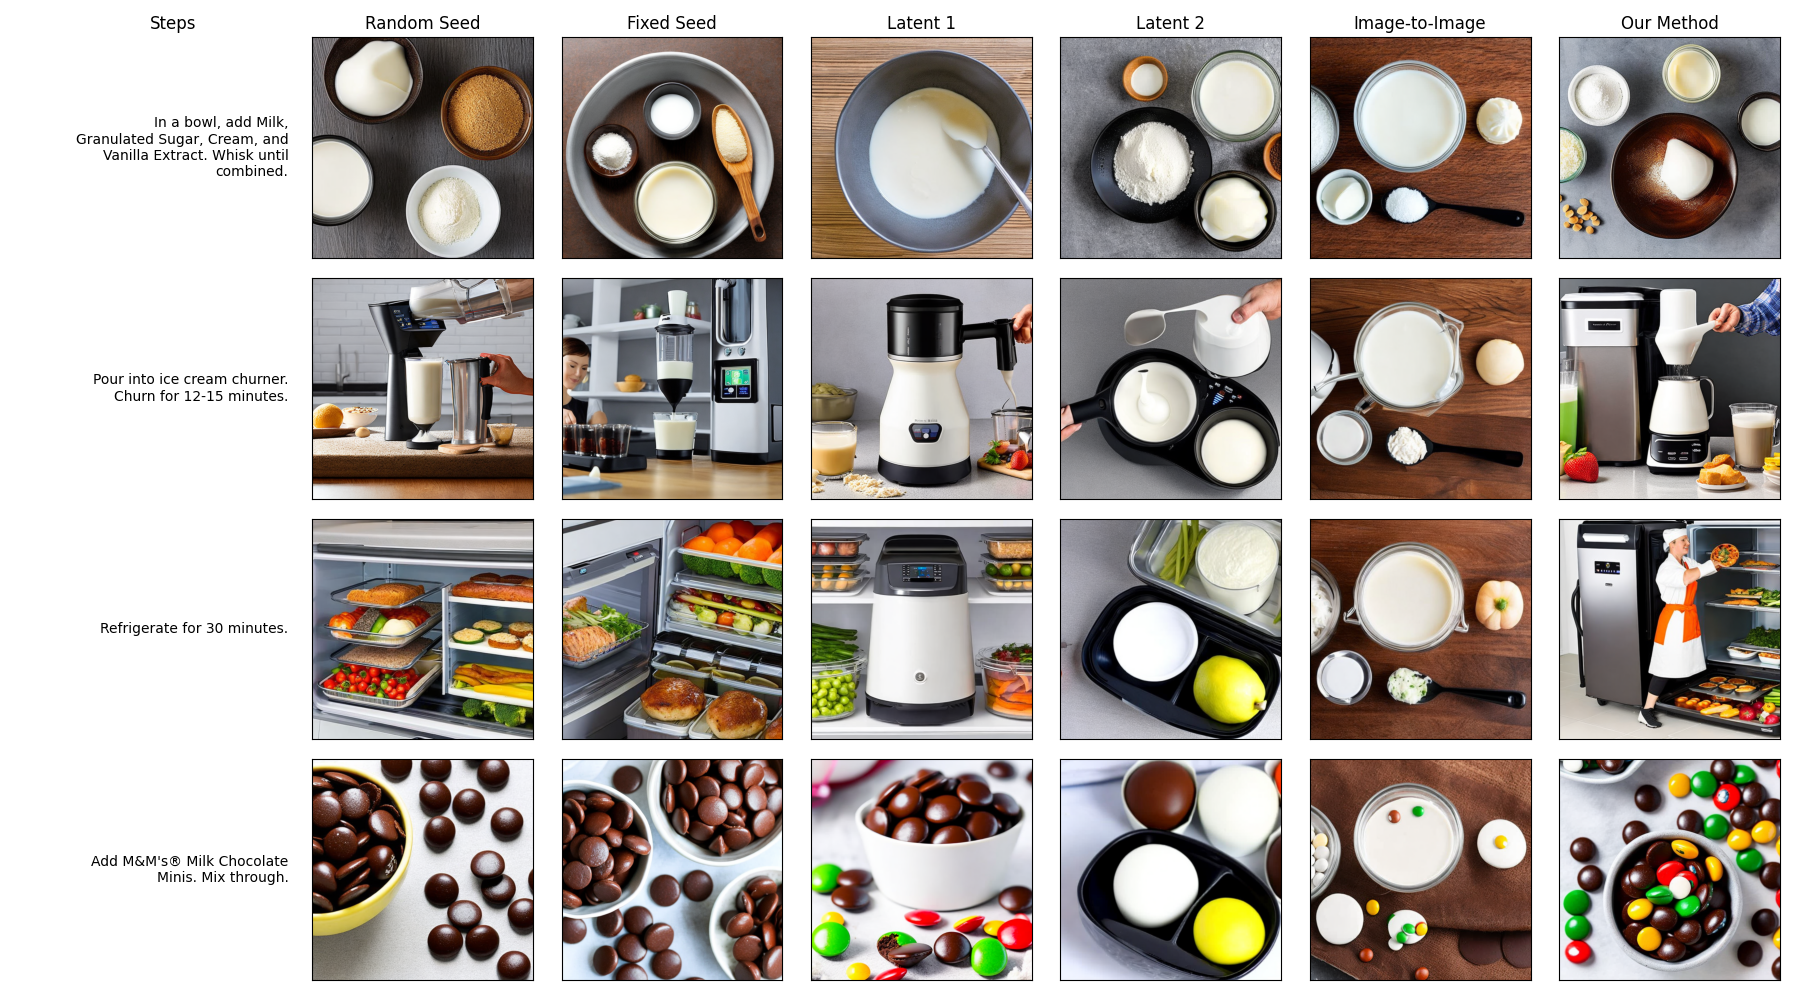 Steps
Random Seed
Fixed Seed
Latent 1
Latent 2
Image-to-Image
Our Method
In a bowl, add Milk,
Granulated Sugar, Cream, and
Vanilla Extract. Whisk until
combined.
Pour into ice cream churner.
Churn for 12-15 minutes.
Refrigerate for 30 minutes.
Add M&M's® Milk Chocolate
Minis. Mix through.